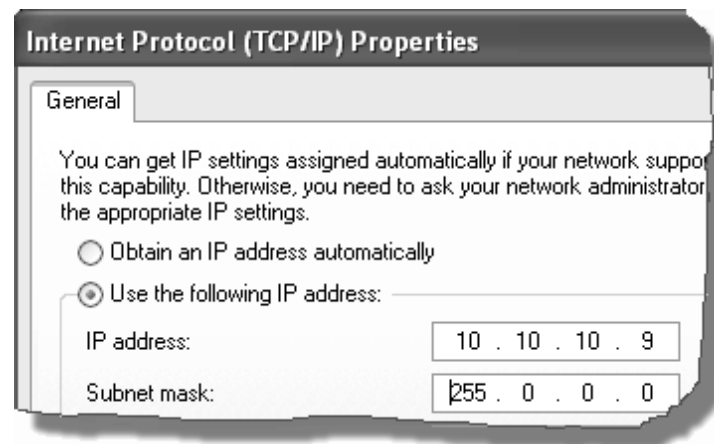 Internet Protocol (TCP/IP) Properties
General
You can get IP settings assigned automatically if your network
this capability. Otherwise, you need to ask your network administrator
the appropriate IP settings.
Obtain an IP address automatically
Use the following IP address:
IP address: 10 . 10 . 10 . 9
Subnet mask: 255 . 0 . 0 . 0